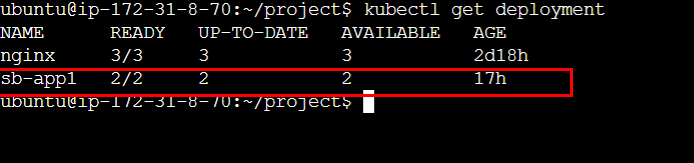 ubuntu@ip-172-31-8-70:~/project$ kubectl get deployment
NAME READY UP-TO-DATE AVAILABLE AGE
nginx 3/3 3 3 2d18h
sb-app1 2/2 2 2 17h
ubuntu@ip-172-31-8-70:~/project$